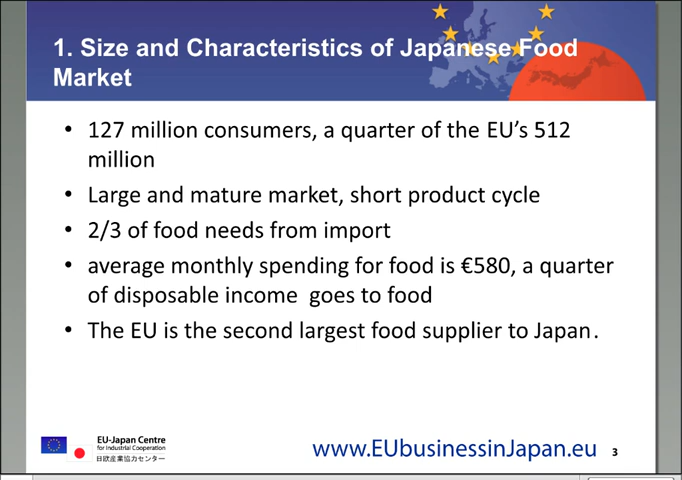 1. Size and Characteristics of Japanese Food
Market
• 127 million consumers, a quarter of the EU's 512
million
• Large and mature market, short product cycle
• 2/3 of food needs from import
• average monthly spending for food is €580, a quarter
of disposable income goes to food
• The EU is the second largest food supplier to Japan.
EU-Japan Centre
for Industrial Cooperation
日欧産業協力センター
www.EUbusinessinJapan.eu
3